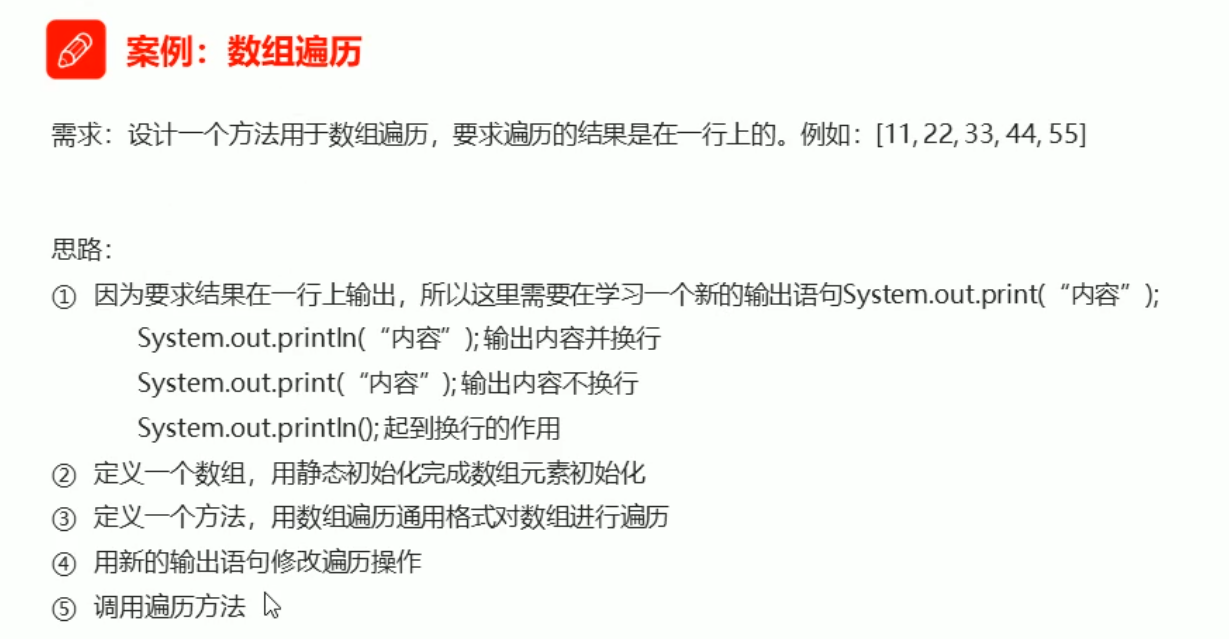 案例：数组遍历
需求：设计一个方法用于数组遍历，要求遍历的结果是在一行上的。例如：[11, 22, 33, 44, 55]
思路：
① 因为要求结果在一行上输出，所以这里需要在学习一个新的输出语句System.out.print(“内容”);
System.out.println(“内容”);输出内容并换行
System.out.print(“内容”);输出内容不换行
System.out.println();起到换行的作用
② 定义一个数组，用静态初始化完成数组元素初始化
③ 定义一个方法，用数组遍历通用格式对数组进行遍历
④ 用新的输出语句修改遍历操作
⑤ 调用遍历方法